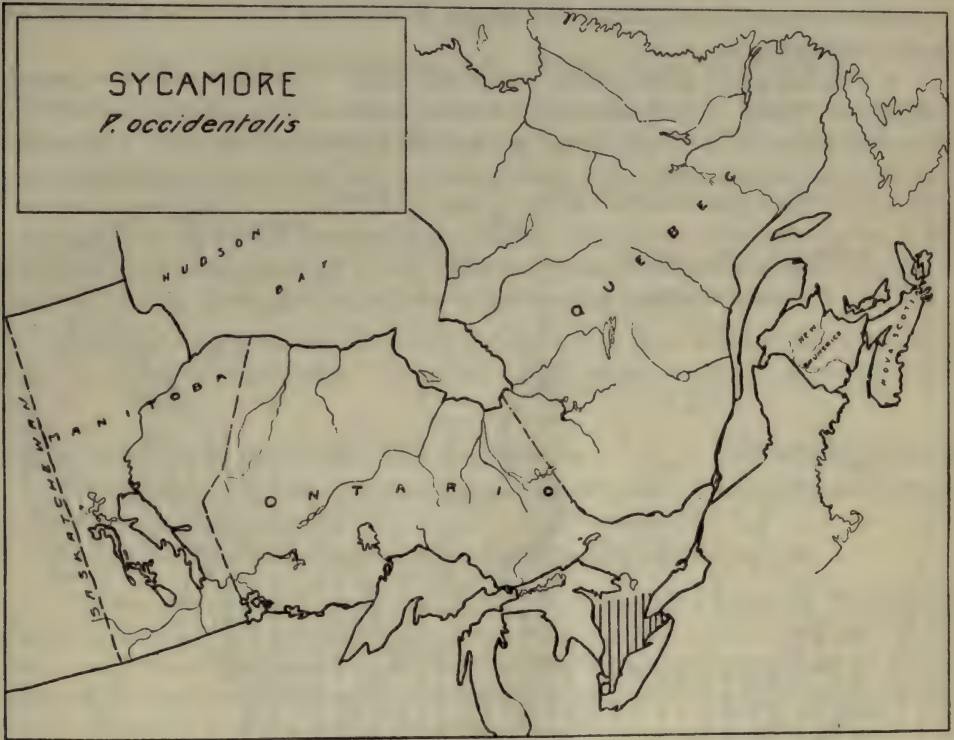 SYCAMORE
P. occidentalis
HUDSON
BAY
QUEBEC
NEW
BRUNSWICK
NOVA SCOTIA
MANITOBA
SASKATCHEWAN
ONTARIO